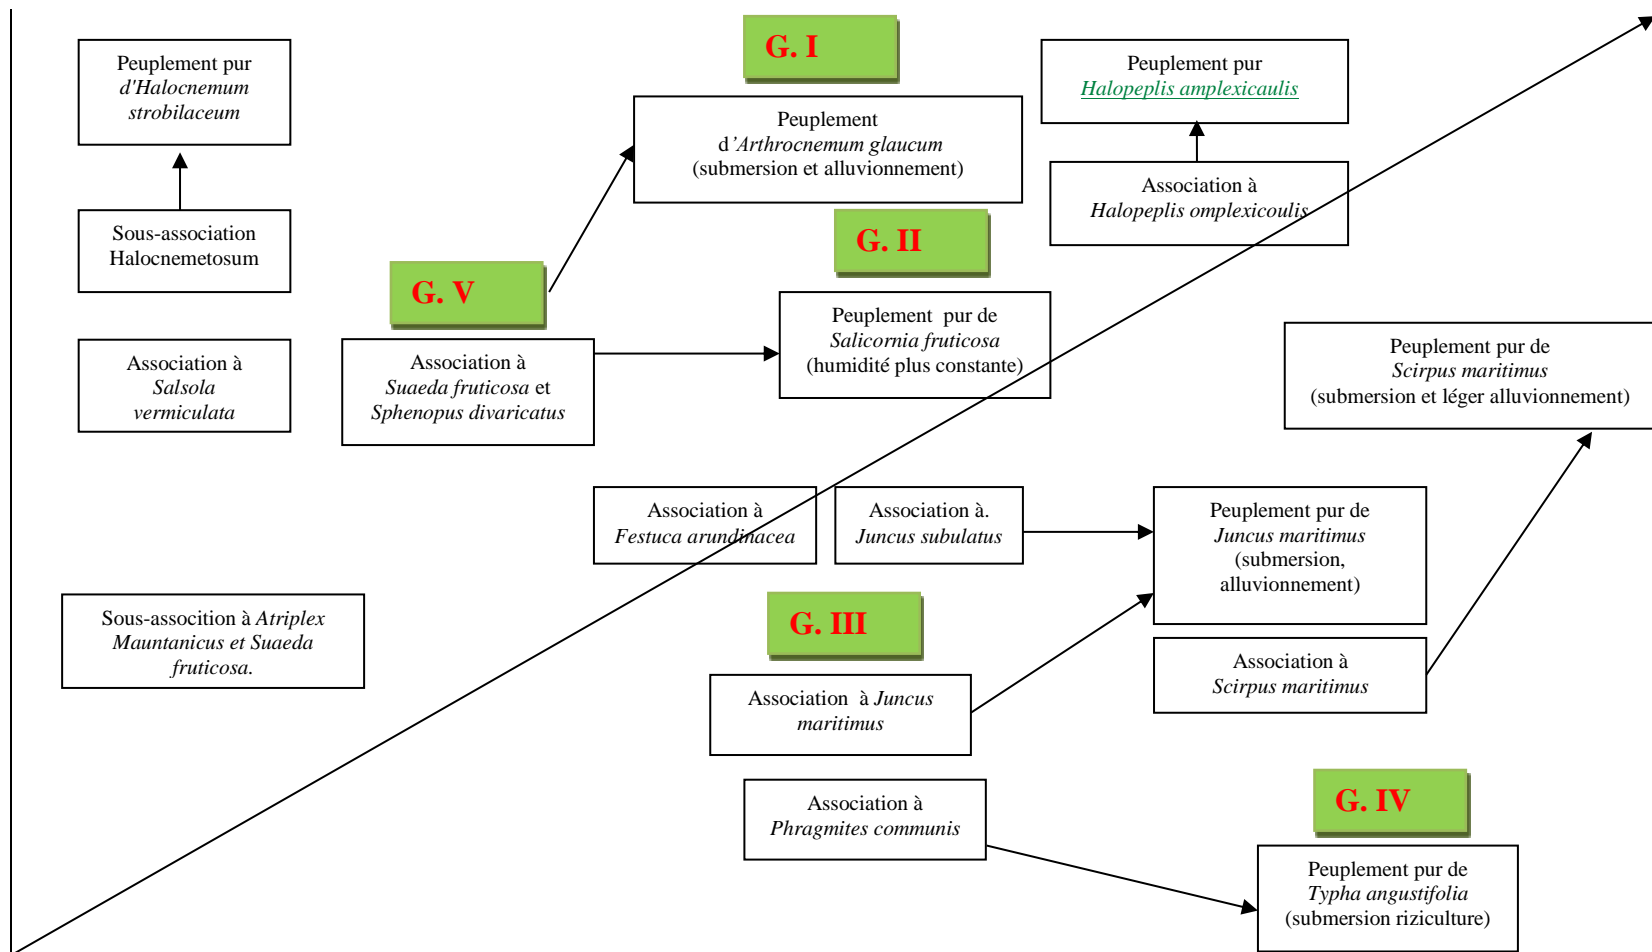 G. I
Peuplement pur
d'Halocnemum
strobilaceum
Peuplement
d’Arthrocnemum glaucum
(submersion et alluvionnement)
Peuplement pur
Halopeplis amplexicaulis
Association à
Halopeplis omplexicoulis
Sous-association
Halocnemetosum
G. II
G. V
Peuplement  pur de
Salicornia fruticosa
(humidité plus constante)
Association à
Salsola
vermiculata
Association à
Suaeda fruticosa et
Sphenopus divaricatus
Peuplement pur de
Scirpus maritimus
(submersion et léger alluvionnement)
Association à
Festuca arundinacea
Association à.
Juncus subulatus
Peuplement pur de
Juncus maritimus
(submersion,
alluvionnement)
Sous-assocition à Atriplex
Mauntanicus et Suaeda
fruticosa.
G. III
Association à
Scirpus maritimus
Association  à Juncus
maritimus
Association à
Phragmites communis
G. IV
Peuplement pur de
Typha angustifolia
(submersion riziculture)